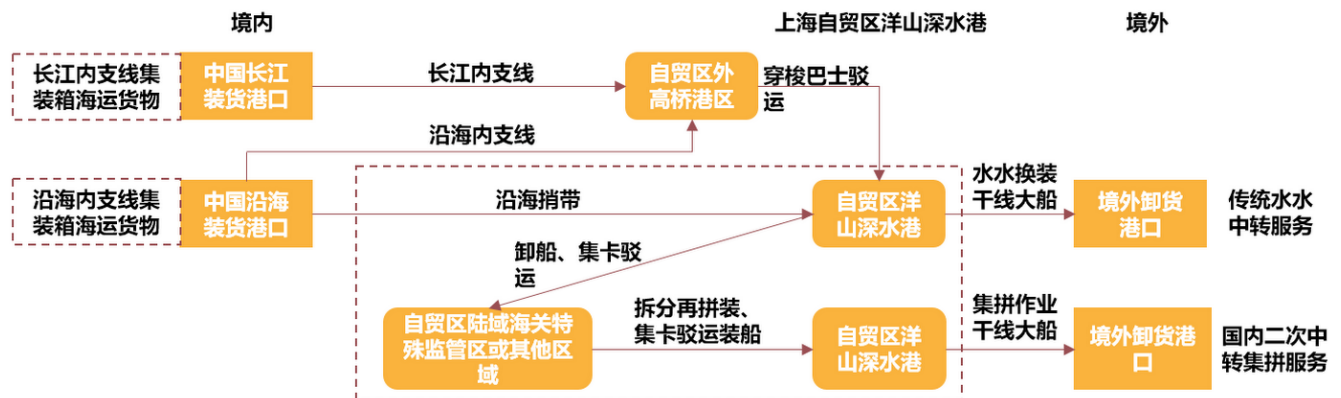 境内
上海自贸区洋山深水港
境外
长江内支线集
装箱海运货物
中国长江
装货港口
长江内支线
自贸区外
高桥港区
穿梭巴士驳
运
沿海内支线
沿海内支线集
装箱海运货物
中国沿海
装货港口
沿海捎带
自贸区洋
山深水港
水水换装
干线大船
境外卸货
港口
传统水水
中转服务
卸船、集卡驳
运
自贸区陆域海关特
殊监管区或其他区
域
拆分再拼装、
集卡驳运装船
自贸区洋
山深水港
集拼作业
干线大船
境外卸货港
口
国内二次中
转集拼服务